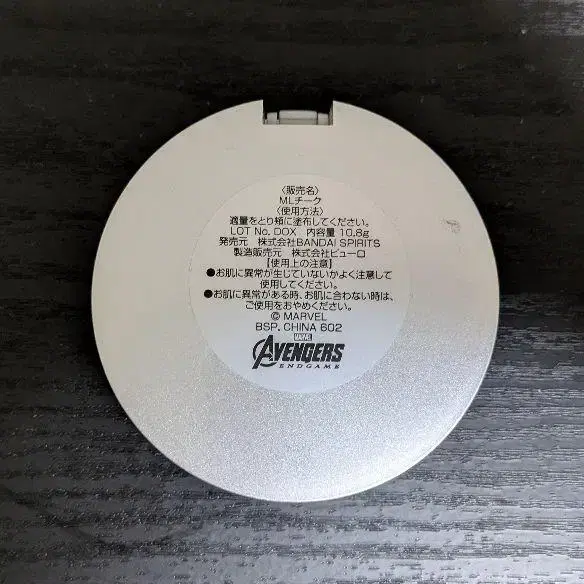 〈販売名〉
MLチーク
〈使用方法〉
適量をとり頬に塗布してください。
LOT No. DOX 内容量 10.8g
発売元 株式会社BANDAI SPIRITS
製造販売元 株式会社ビューロ
【使用上の注意】
●お肌に異常が生じていないかよく注意して
使用してください。
●お肌に異常がある時、お肌に合わない時は、
ご使用をおやめください。
© MARVEL
BSP. CHINA 602
MARVEL
AVENGERS
ENDGAME